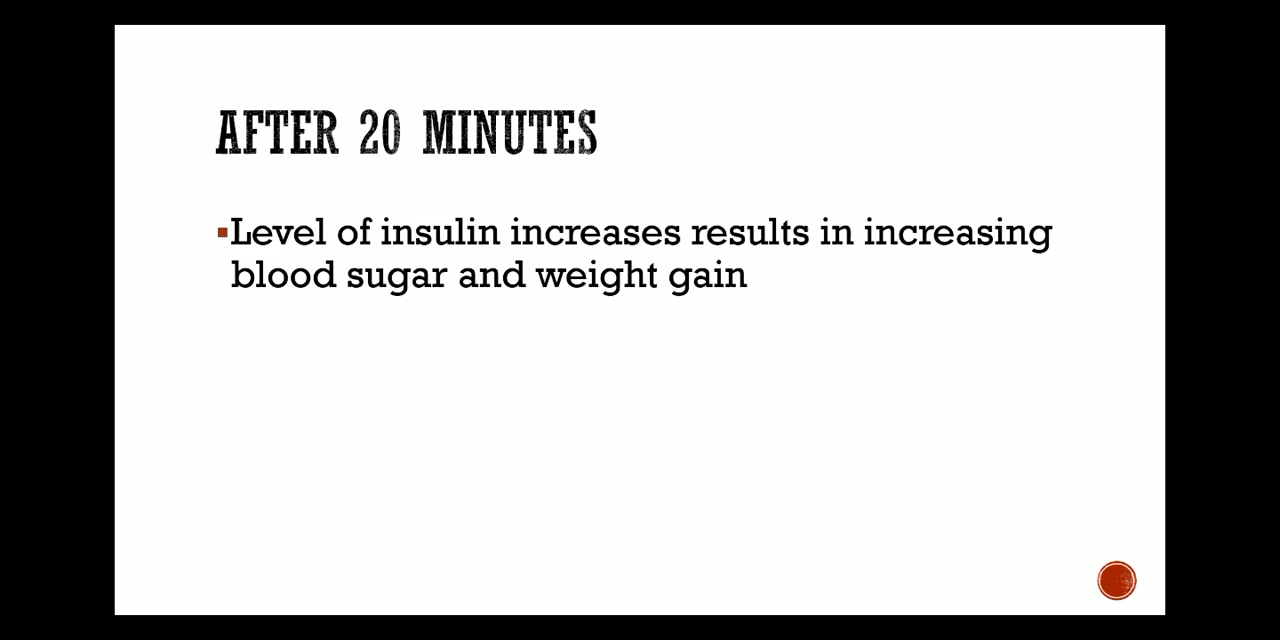 AFTER 20 MINUTES
▪Level of insulin increases results in increasing
blood sugar and weight gain